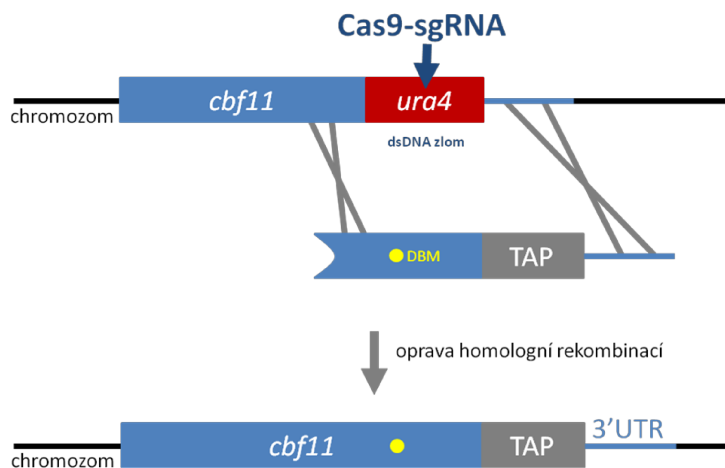 Cas9-sgRNA
cbf11 ura4
chromozom
dsDNA zlom
DBM TAP
oprava homologní rekombinací
cbf11 TAP 3’UTR
chromozom